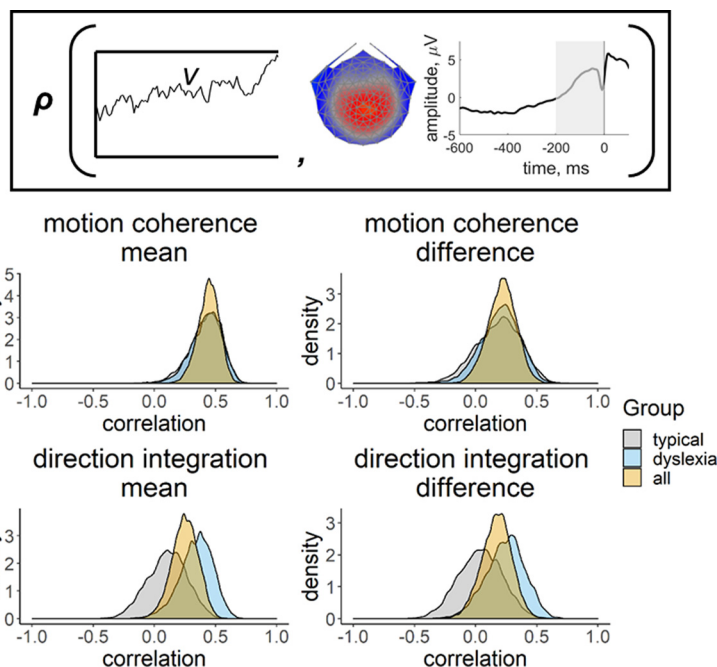 ρ
v
,
amplitude, μV
5
0
-5
-600 -400 -200 0
time, ms
motion coherence
mean
motion coherence
difference
5
4
3
2
1
0
-1.0 -0.5 0.0 0.5 1.0
correlation
density
3
2
1
0
-1.0 -0.5 0.0 0.5 1.0
correlation
direction integration
mean
direction integration
difference
3
2
1
0
-1.0 -0.5 0.0 0.5 1.0
correlation
density
3
2
1
0
-1.0 -0.5 0.0 0.5 1.0
correlation
Group
typical
dyslexia
all